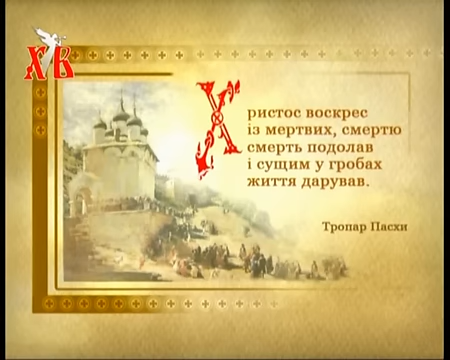 ХВ
Христос воскрес
із мертвих, смертю
смерть подолав
і сущим у гробах
життя дарував.
Тропар Пасхи